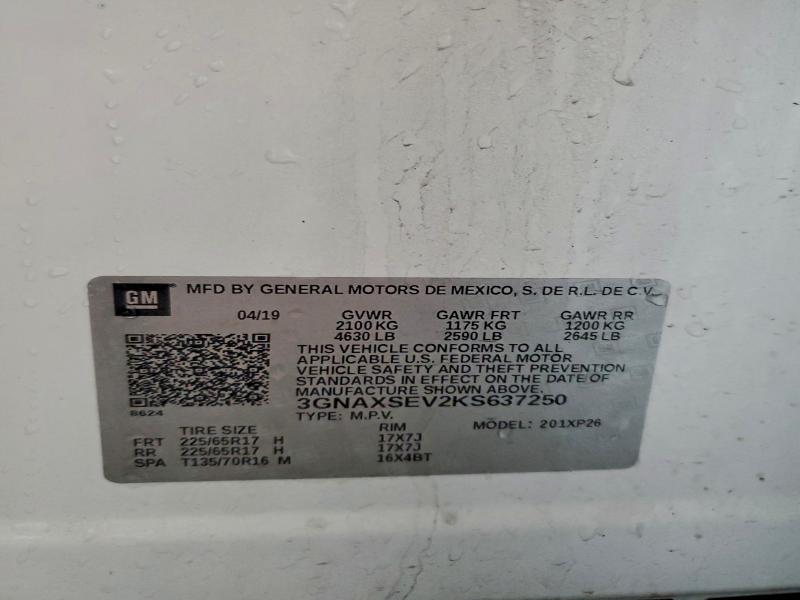 GM MFD BY GENERAL MOTORS DE MEXICO, S. DE R.L. DE C.V.
04/19 GVWR GAWR FRT GAWR RR
2100 KG 1175 KG 1200 KG
4630 LB 2590 LB 2645 LB
THIS VEHICLE CONFORMS TO ALL
APPLICABLE U.S. FEDERAL MOTOR
VEHICLE SAFETY AND THEFT PREVENTION
STANDARDS IN EFFECT ON THE DATE OF
MANUFACTURE SHOWN ABOVE.
3GNAXSEV2KS637250
8624
TYPE: M.P.V. MODEL: 201XP26
TIRE SIZE RIM
FRT 225/65R17 H 17X7J
RR 225/65R17 H 17X7J
SPA T135/70R16 M 16X4BT